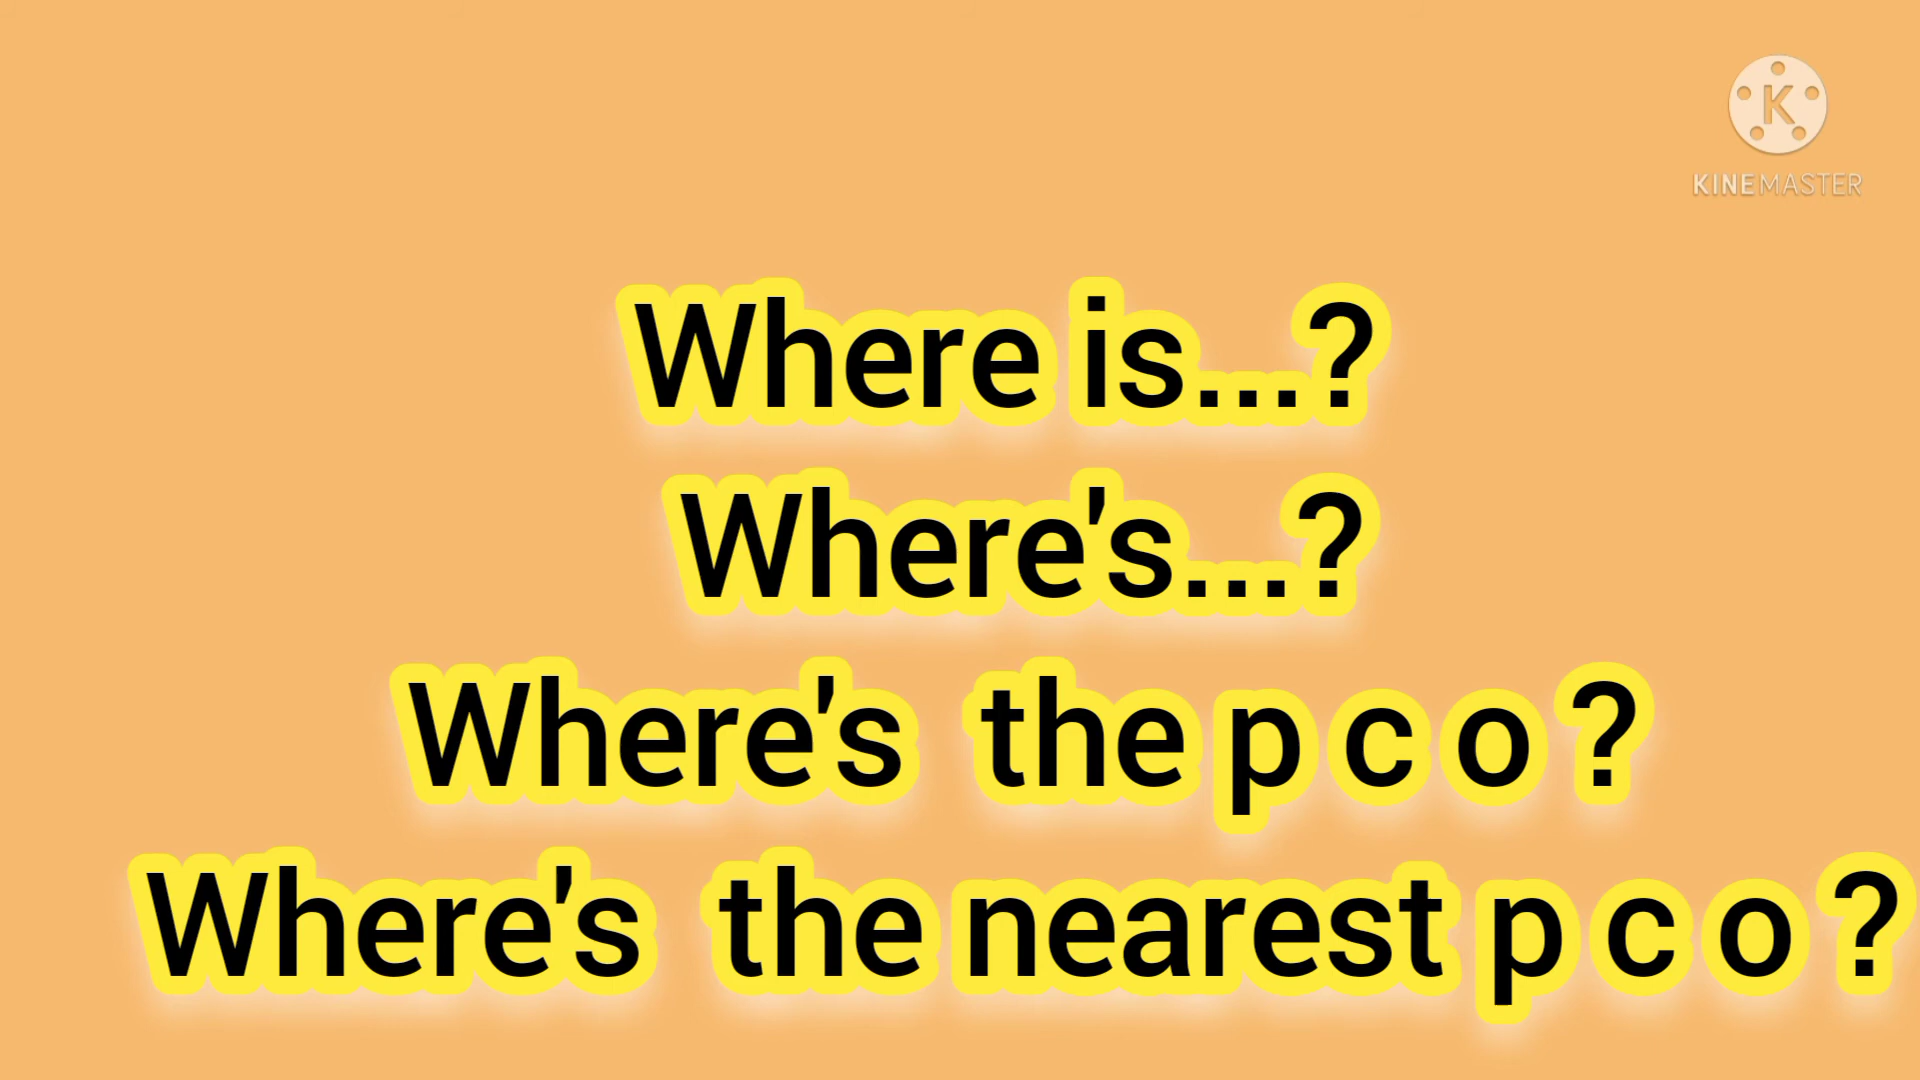 KINEMASTER
Where is...?
Where's...?
Where's the p c o ?
Where's the nearest p c o ?